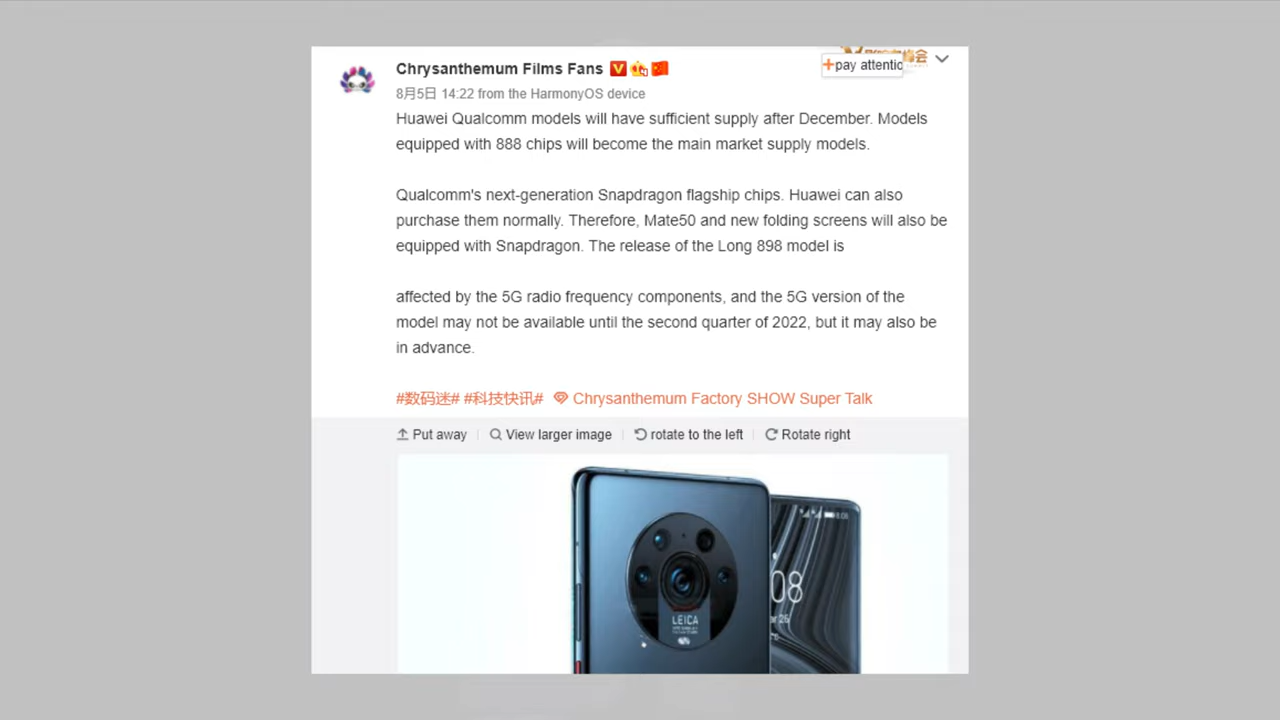 Chrysanthemum Films Fans
+pay attentic
8月5日 14:22 from the HarmonyOS device
Huawei Qualcomm models will have sufficient supply after December. Models
equipped with 888 chips will become the main market supply models.
Qualcomm's next-generation Snapdragon flagship chips. Huawei can also
purchase them normally. Therefore, Mate50 and new folding screens will also be
equipped with Snapdragon. The release of the Long 898 model is
affected by the 5G radio frequency components, and the 5G version of the
model may not be available until the second quarter of 2022, but it may also be
in advance.
#数码迷# #科技快讯# Chrysanthemum Factory SHOW Super Talk
Put away
View larger image
rotate to the left
Rotate right
8:08
08
LEICA